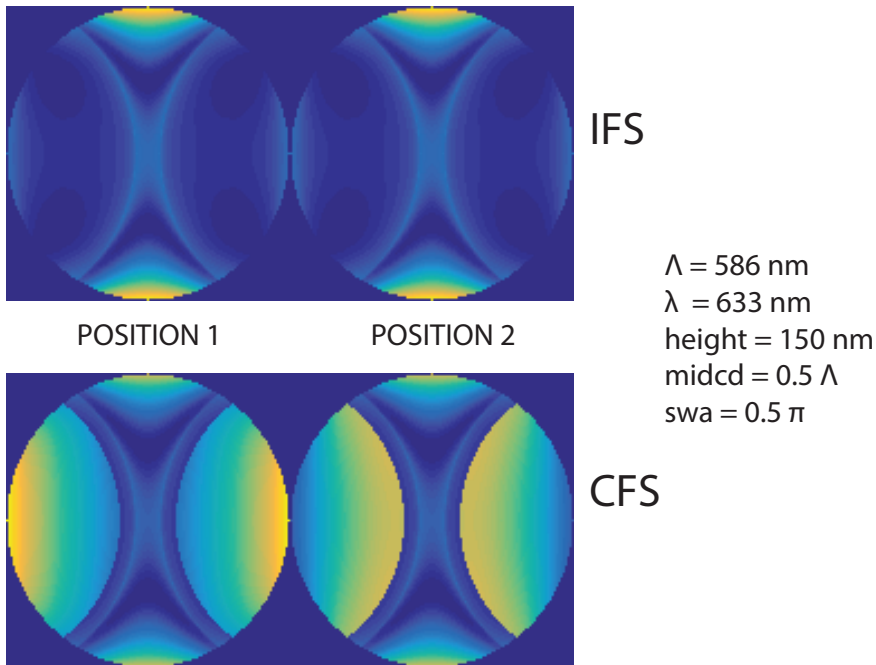 IFS
POSITION 1
POSITION 2
Λ = 586 nm
λ = 633 nm
height = 150 nm
midcd = 0.5 Λ
swa = 0.5 π
CFS